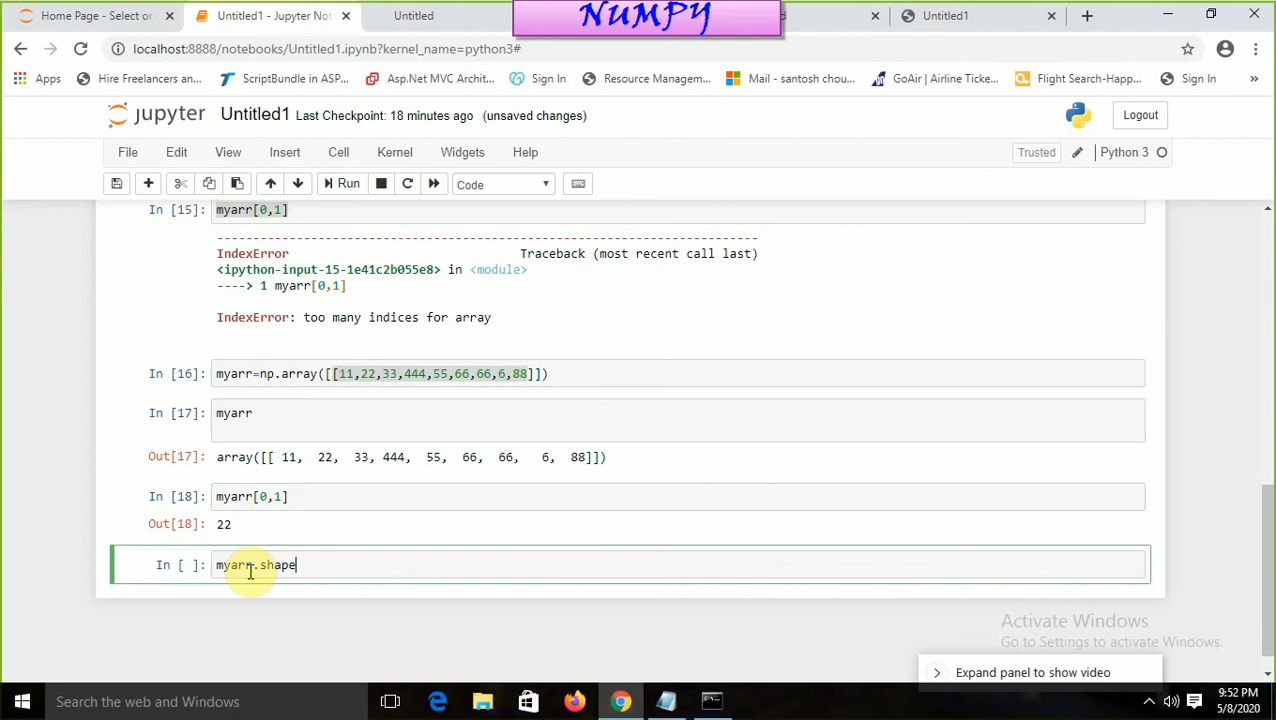 NUMPY
Home Page - Select or
Untitled1 - Jupyter Not
Untitled
Untitled1
localhost:8888/notebooks/Untitled1.ipynb?kernel_name=python3#
Apps
Hire Freelancers an...
ScriptBundle in ASP...
Asp.Net MVC Archit...
Sign In
Resource Managem...
Mail - santosh chou...
GoAir | Airline Ticke...
Flight Search-Happ...
Sign In
»
jupyter Untitled1 Last Checkpoint: 18 minutes ago (unsaved changes)
Logout
File Edit View Insert Cell Kernel Widgets Help
Trusted
Python 3
Run
Code
In [15]: myarr[0,1]
---------------------------------------------------------------------------
IndexError Traceback (most recent call last)
<ipython-input-15-1e41c2b055e8> in <module>
----> 1 myarr[0,1]
IndexError: too many indices for array
In [16]: myarr=np.array([[11,22,33,444,55,66,66,6,88]])
In [17]: myarr
Out[17]: array([[ 11, 22, 33, 444, 55, 66, 66, 6, 88]])
In [18]: myarr[0,1]
Out[18]: 22
In [ ]: myarr.shape
Activate Windows
Go to Settings to activate Windows.
Expand panel to show video
Search the web and Windows
9:52 PM
5/8/2020